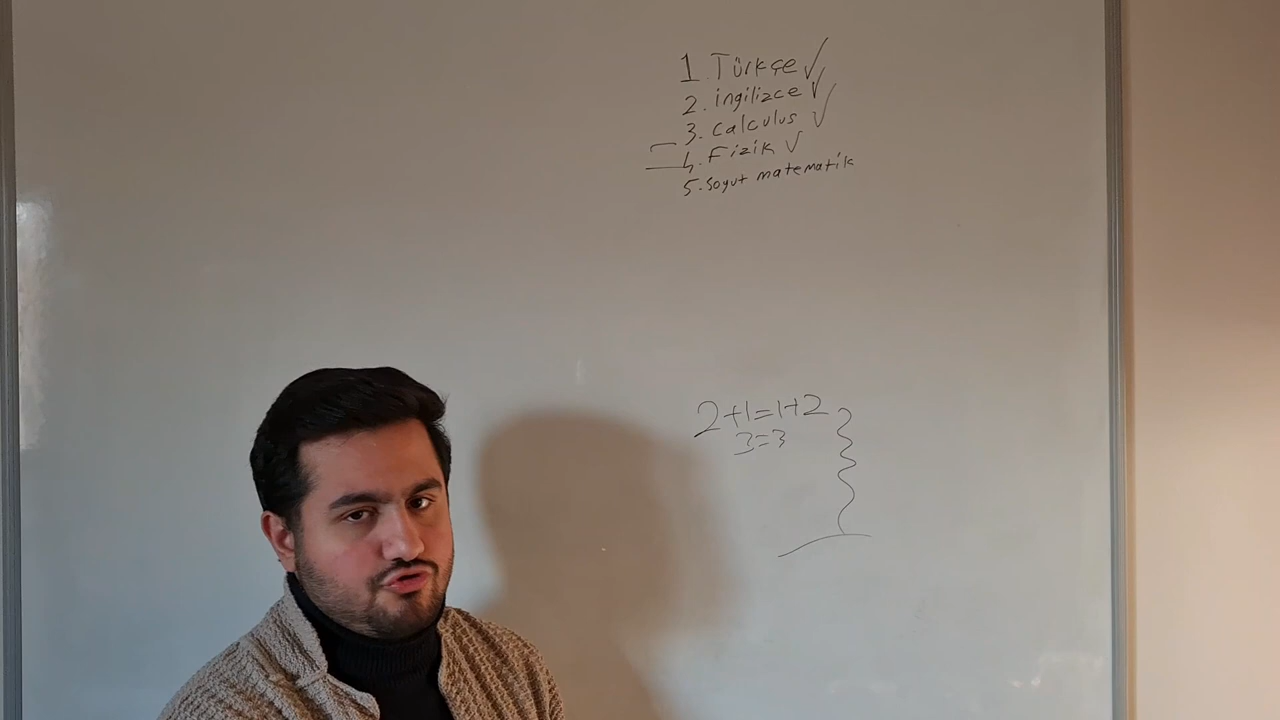 1. Türkçe ✓
2. ingilizce ✓
3. Calculus ✓
4. Fizik ✓
5. Soyut matematik
2+1=1+2
3=3